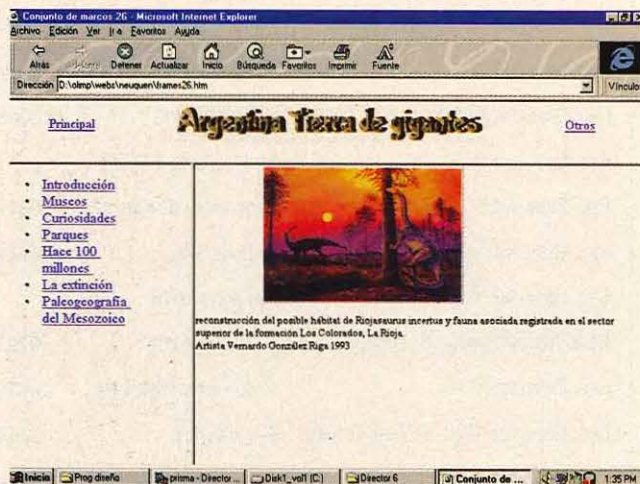 Conjunto de marcos 26 - Microsoft Internet Explorer
Archivo Edición Ver Ir a Favoritos Ayuda
Atrás Adelante Detener Actualizar Inicio Búsqueda Favoritos Imprimir Fuente
Dirección D:\olimp\webs\neuquen\frames26.htm Vínculos
Principal Argentina Tierra de gigantes Otros
• Introducción
• Museos
• Curiosidades
• Parques
• Hace 100
millones
• La extinción
• Paleogeografía
del Mesozoico
reconstrucción del posible hábitat de Riojasaurus incertus y fauna asociada registrada en el sector
superior de la formación Los Colorados, La Rioja.
Artista Vernardo González Riga 1993
Inicio Prog diseño prisma - Director ... Disk1_vol1 (C:) Director 6 Conjunto de ... 1:35 PM